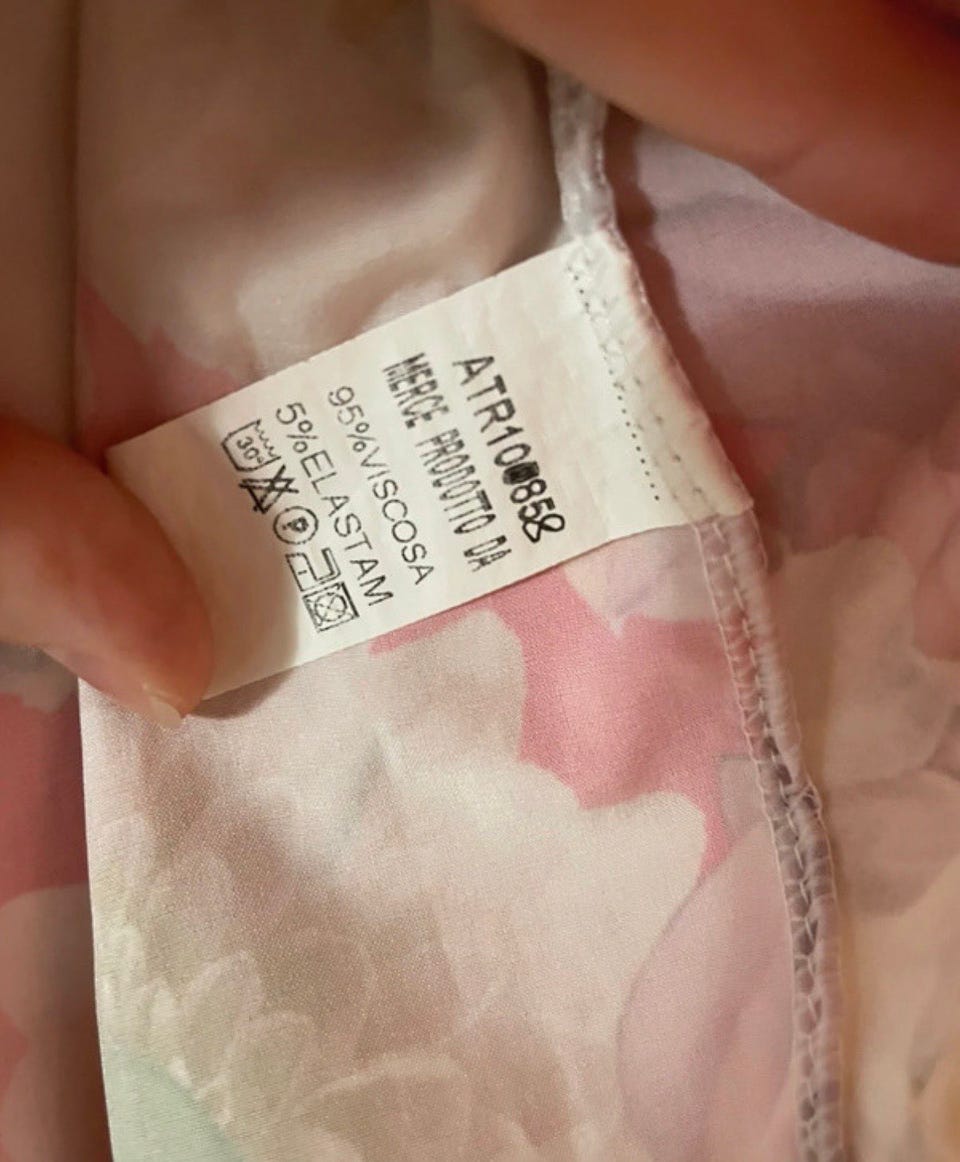 MERCE PRODOTTO DA
95%VISCOSA
5%ELASTAM
30°
P